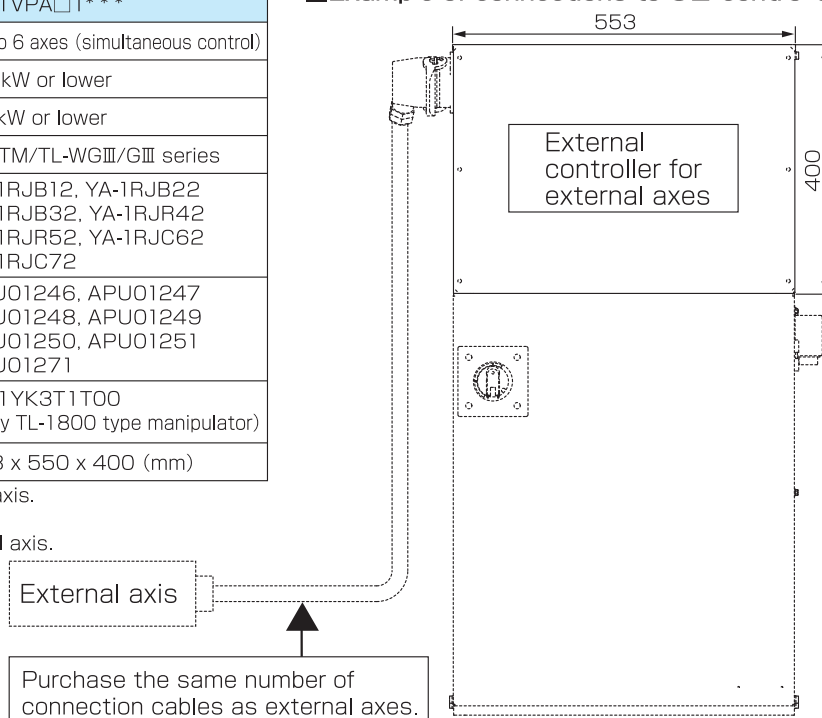 1VPA□1***
o 6 axes (simultaneous control)
kW or lower
kW or lower
TM/TL-WGⅢ/GⅢ series
1RJB12, YA-1RJB22
1RJB32, YA-1RJR42
1RJR52, YA-1RJC62
1RJC72
U01246, APU01247
U01248, APU01249
U01250, APU01251
U01271
1YK3T1T00
y TL-1800 type manipulator)
3 x 550 x 400 (mm)
axis.
l axis.
553
400
External
controller for
external axes
External axis
Purchase the same number of
connection cables as external axes.